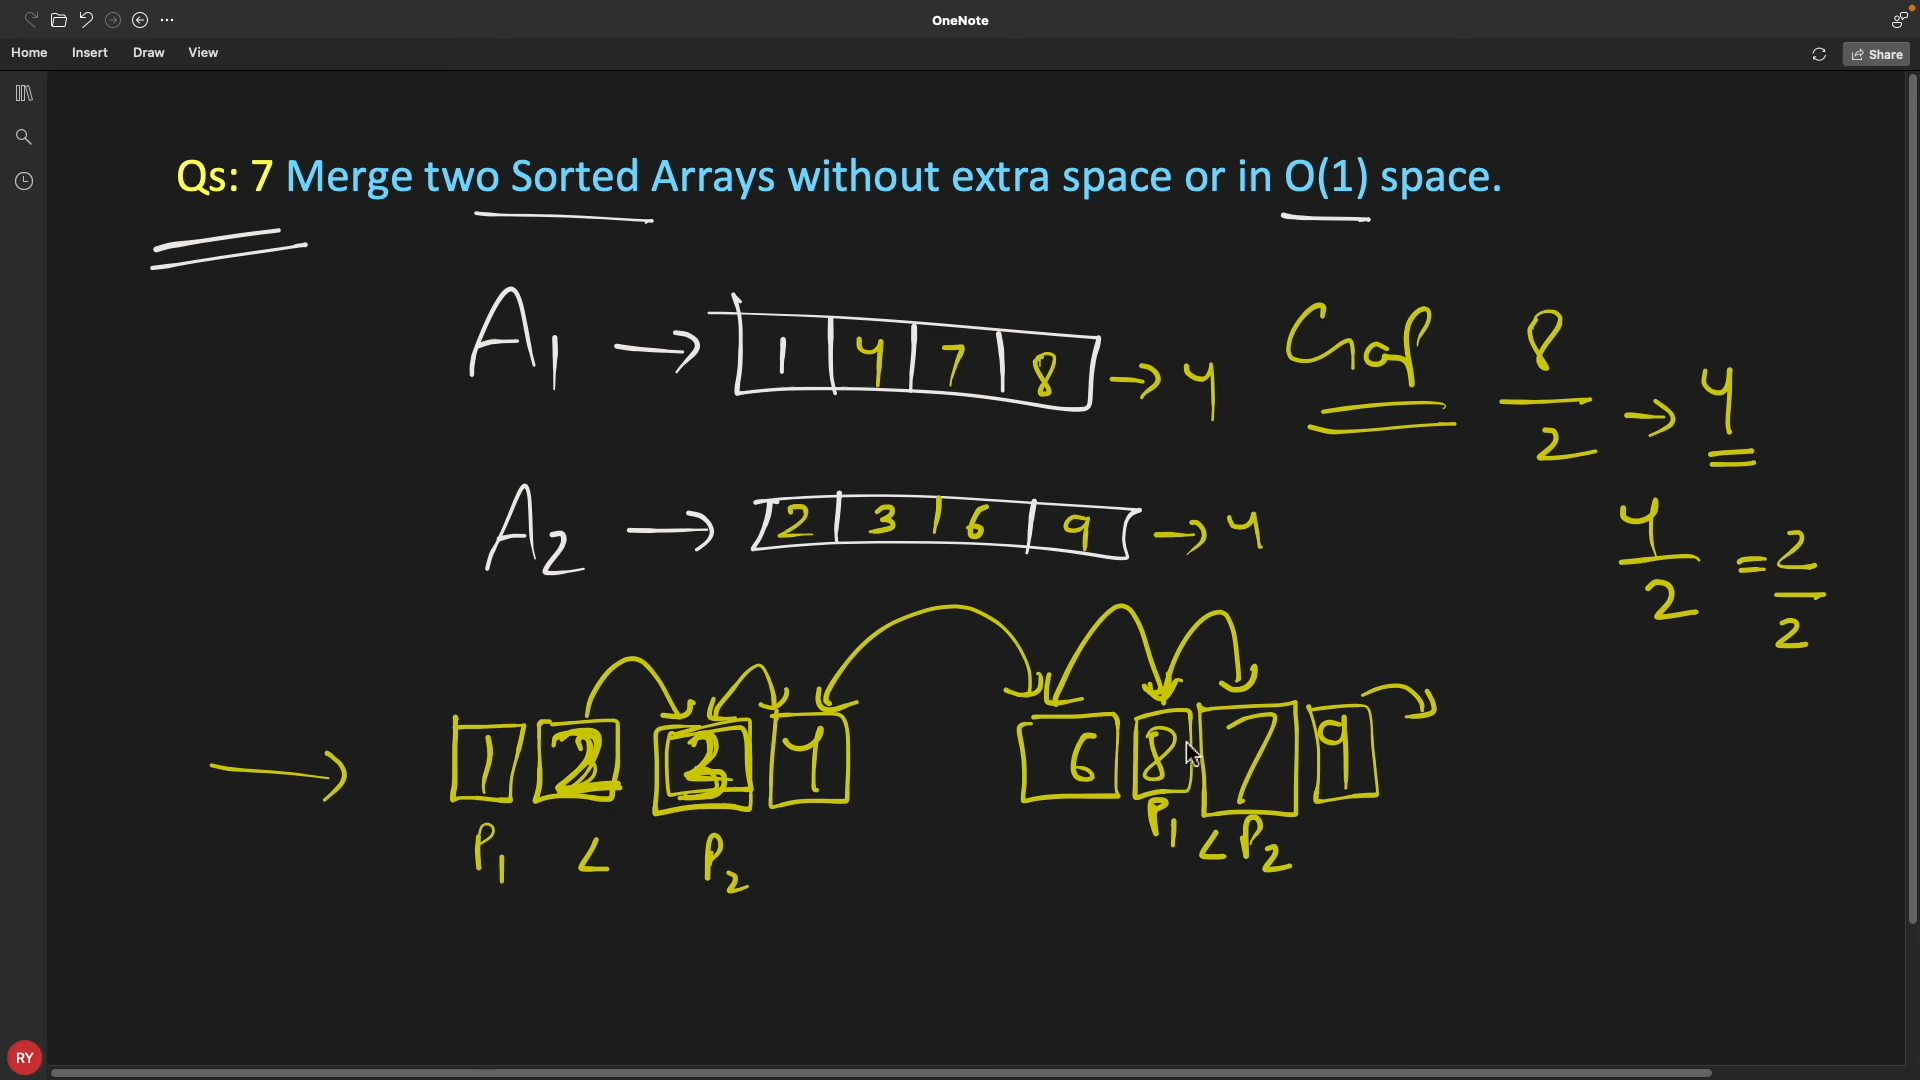 OneNote
Home Insert Draw View Share
Qs: 7 Merge two Sorted Arrays without extra space or in O(1) space.
A1 → 1 4 7 8 → 4
Gap 8/2 → 4
A2 → 2 3 6 9 → 4
4/2 = 2/2
→ 1 2 3 4 6 8 7 9
P1 < P2 P1 < P2
RY